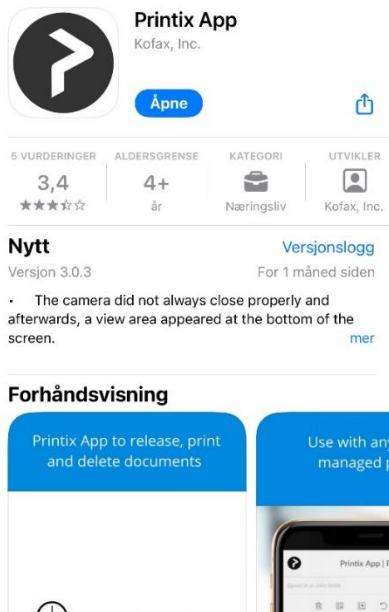 Printix App
Kofax, Inc.
Åpne
5 VURDERINGER
3,4
ALDERSGRENSE
4+
år
KATEGORI
Næringsliv
UTVIKLER
Kofax, Inc.
Nytt
Versjonslogg
Versjon 3.0.3
For 1 måned siden
• The camera did not always close properly and
afterwards, a view area appeared at the bottom of the
screen.
mer
Forhåndsvisning
Printix App to release, print
and delete documents
Use with any
managed p
Printix App | P